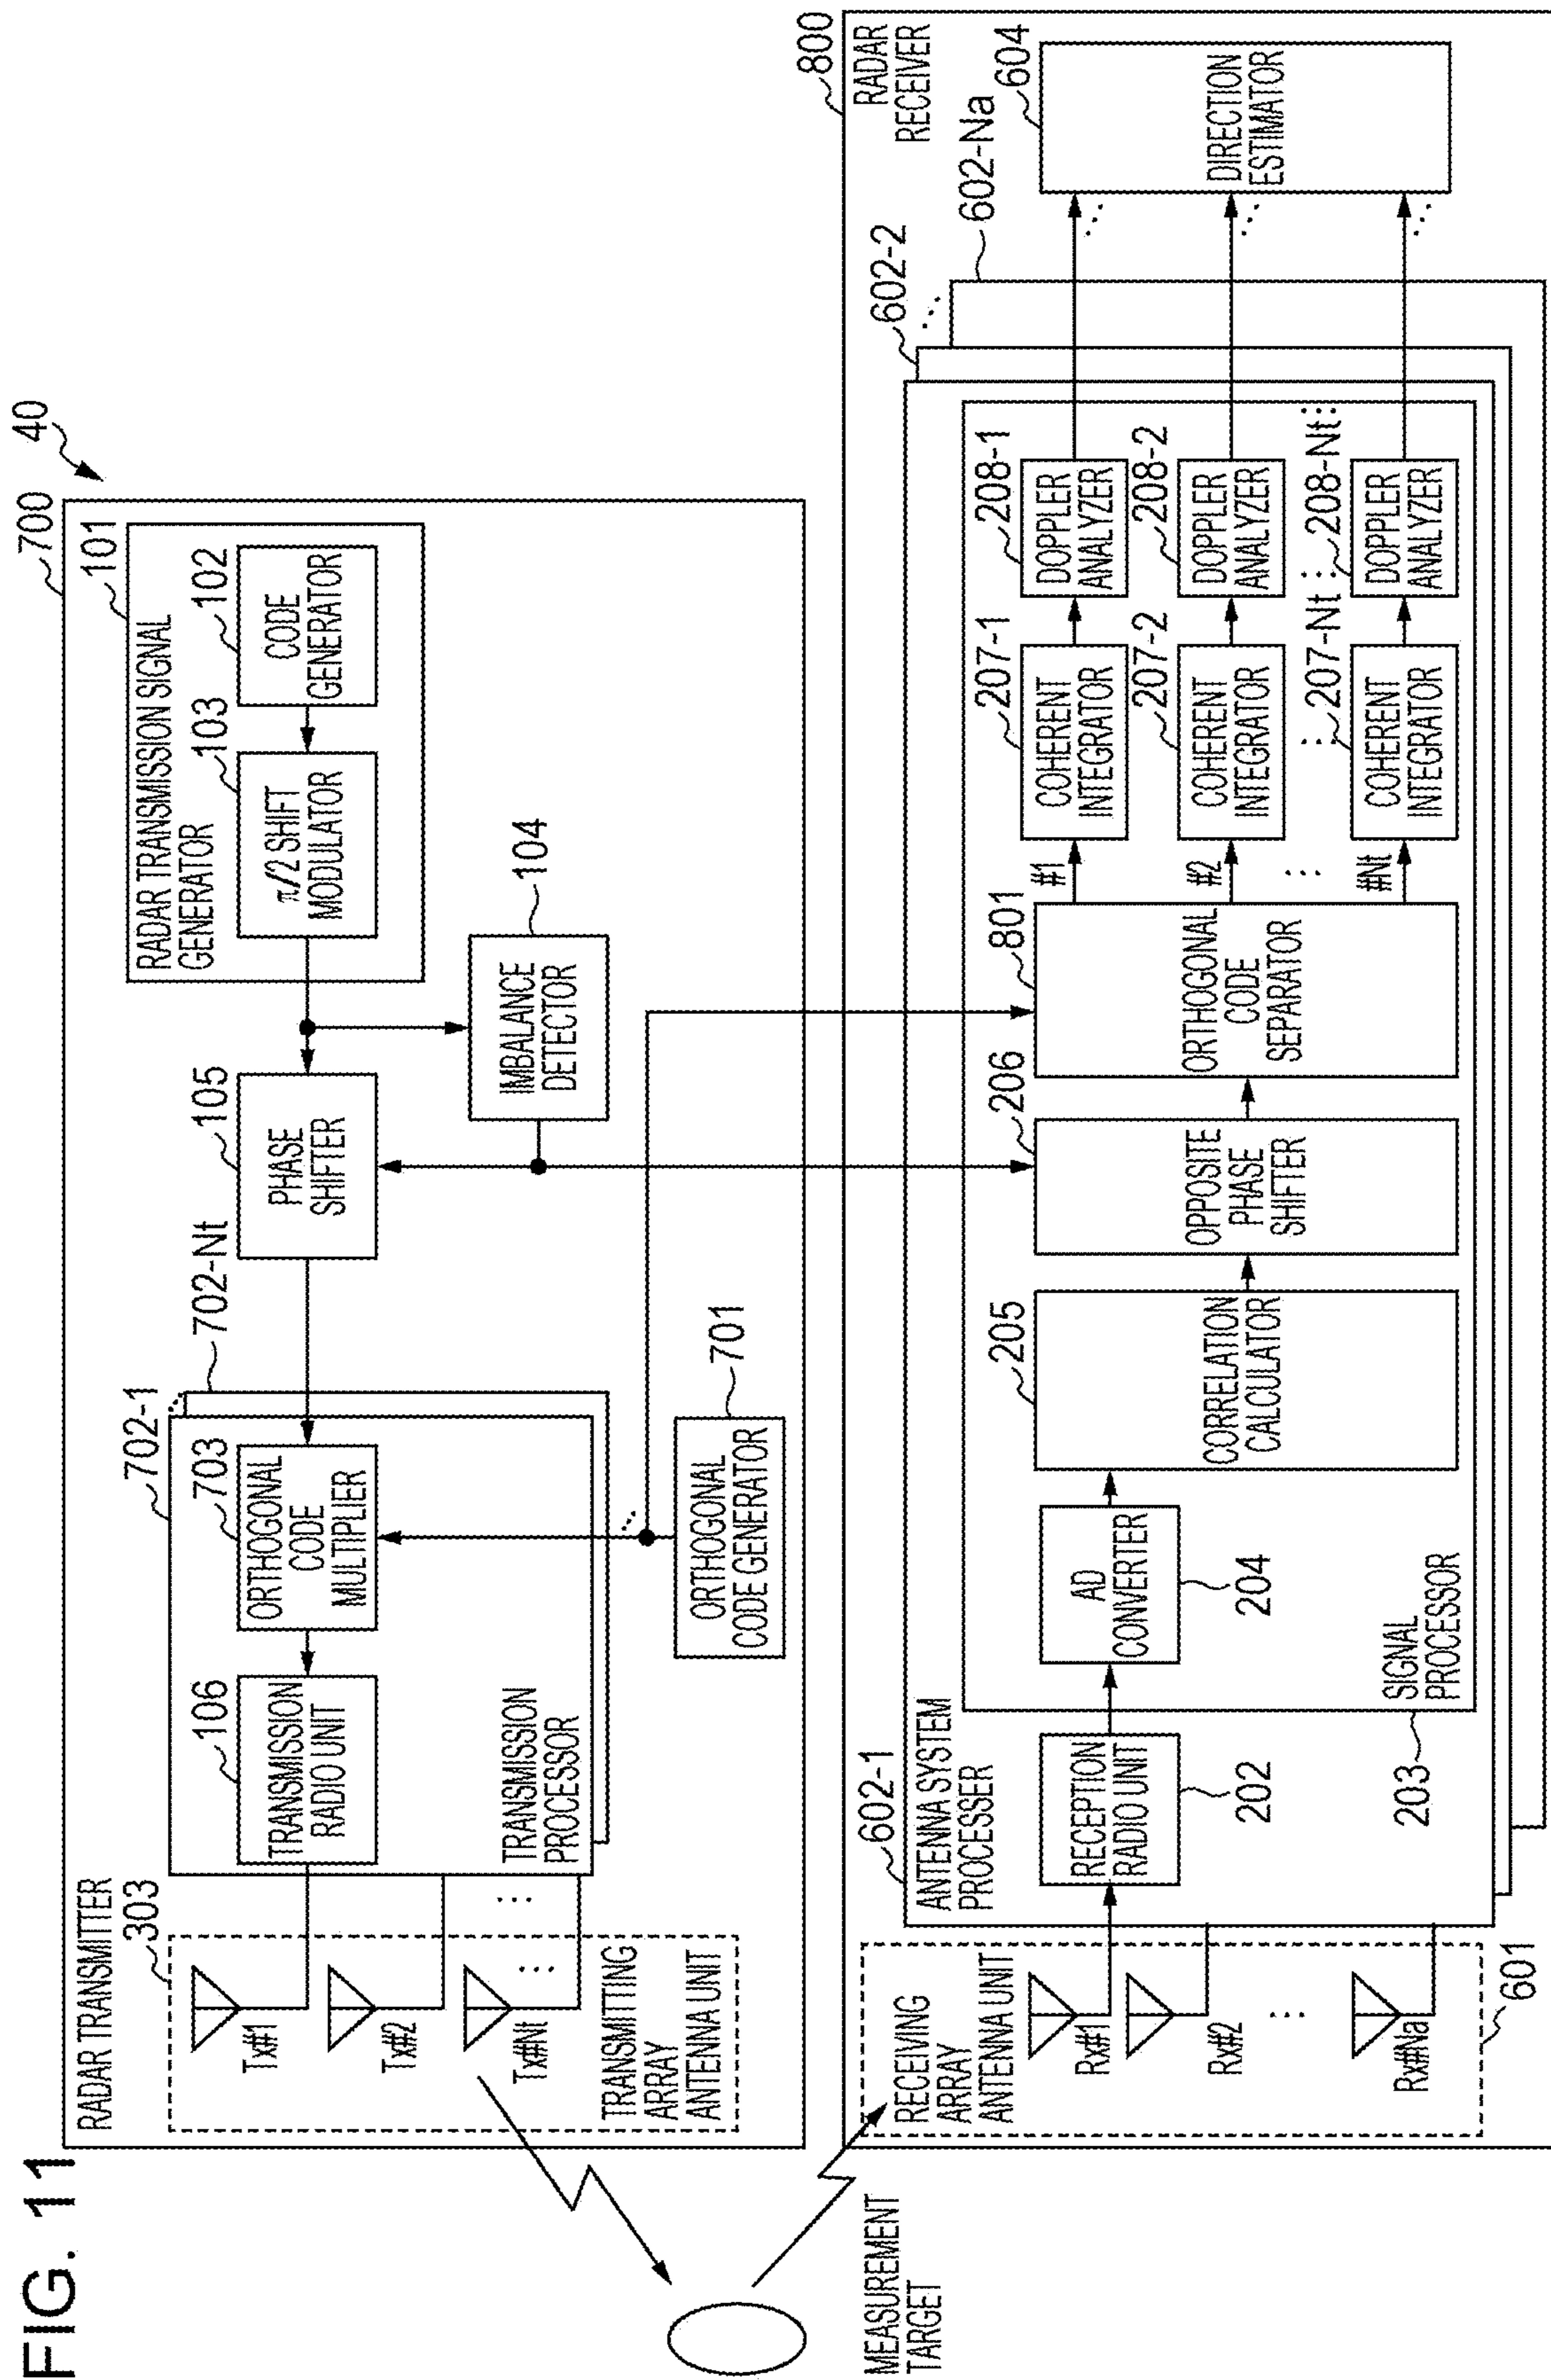 FIG. 11
40
700
RADAR TRANSMITTER
303
Tx#1
Tx#2
Tx#Nt
TRANSMITTING
ARRAY
ANTENNA UNIT
702-1
702-Nt
106
TRANSMISSION
RADIO UNIT
703
ORTHOGONAL
CODE
MULTIPLIER
TRANSMISSION
PROCESSOR
701
ORTHOGONAL
CODE GENERATOR
105
PHASE
SHIFTER
104
IMBALANCE
DETECTOR
101
RADAR TRANSMISSION SIGNAL
GENERATOR
103
π/2 SHIFT
MODULATOR
102
CODE
GENERATOR
MEASUREMENT
TARGET
800
RADAR
RECEIVER
RECEIVING
ARRAY
ANTENNA UNIT
Rx#1
Rx#2
Rx#Na
601
602-1
602-2
602-Na
ANTENNA SYSTEM
PROCESSER
RECEPTION
RADIO UNIT
202
SIGNAL
PROCESSOR
203
AD
CONVERTER
204
205
CORRELATION
CALCULATOR
206
OPPOSITE
PHASE
SHIFTER
801
ORTHOGONAL
CODE
SEPARATOR
#1
#2
#Nt
207-1
COHERENT
INTEGRATOR
207-2
COHERENT
INTEGRATOR
207-Nt
COHERENT
INTEGRATOR
208-1
DOPPLER
ANALYZER
208-2
DOPPLER
ANALYZER
208-Nt
DOPPLER
ANALYZER
604
DIRECTION
ESTIMATOR